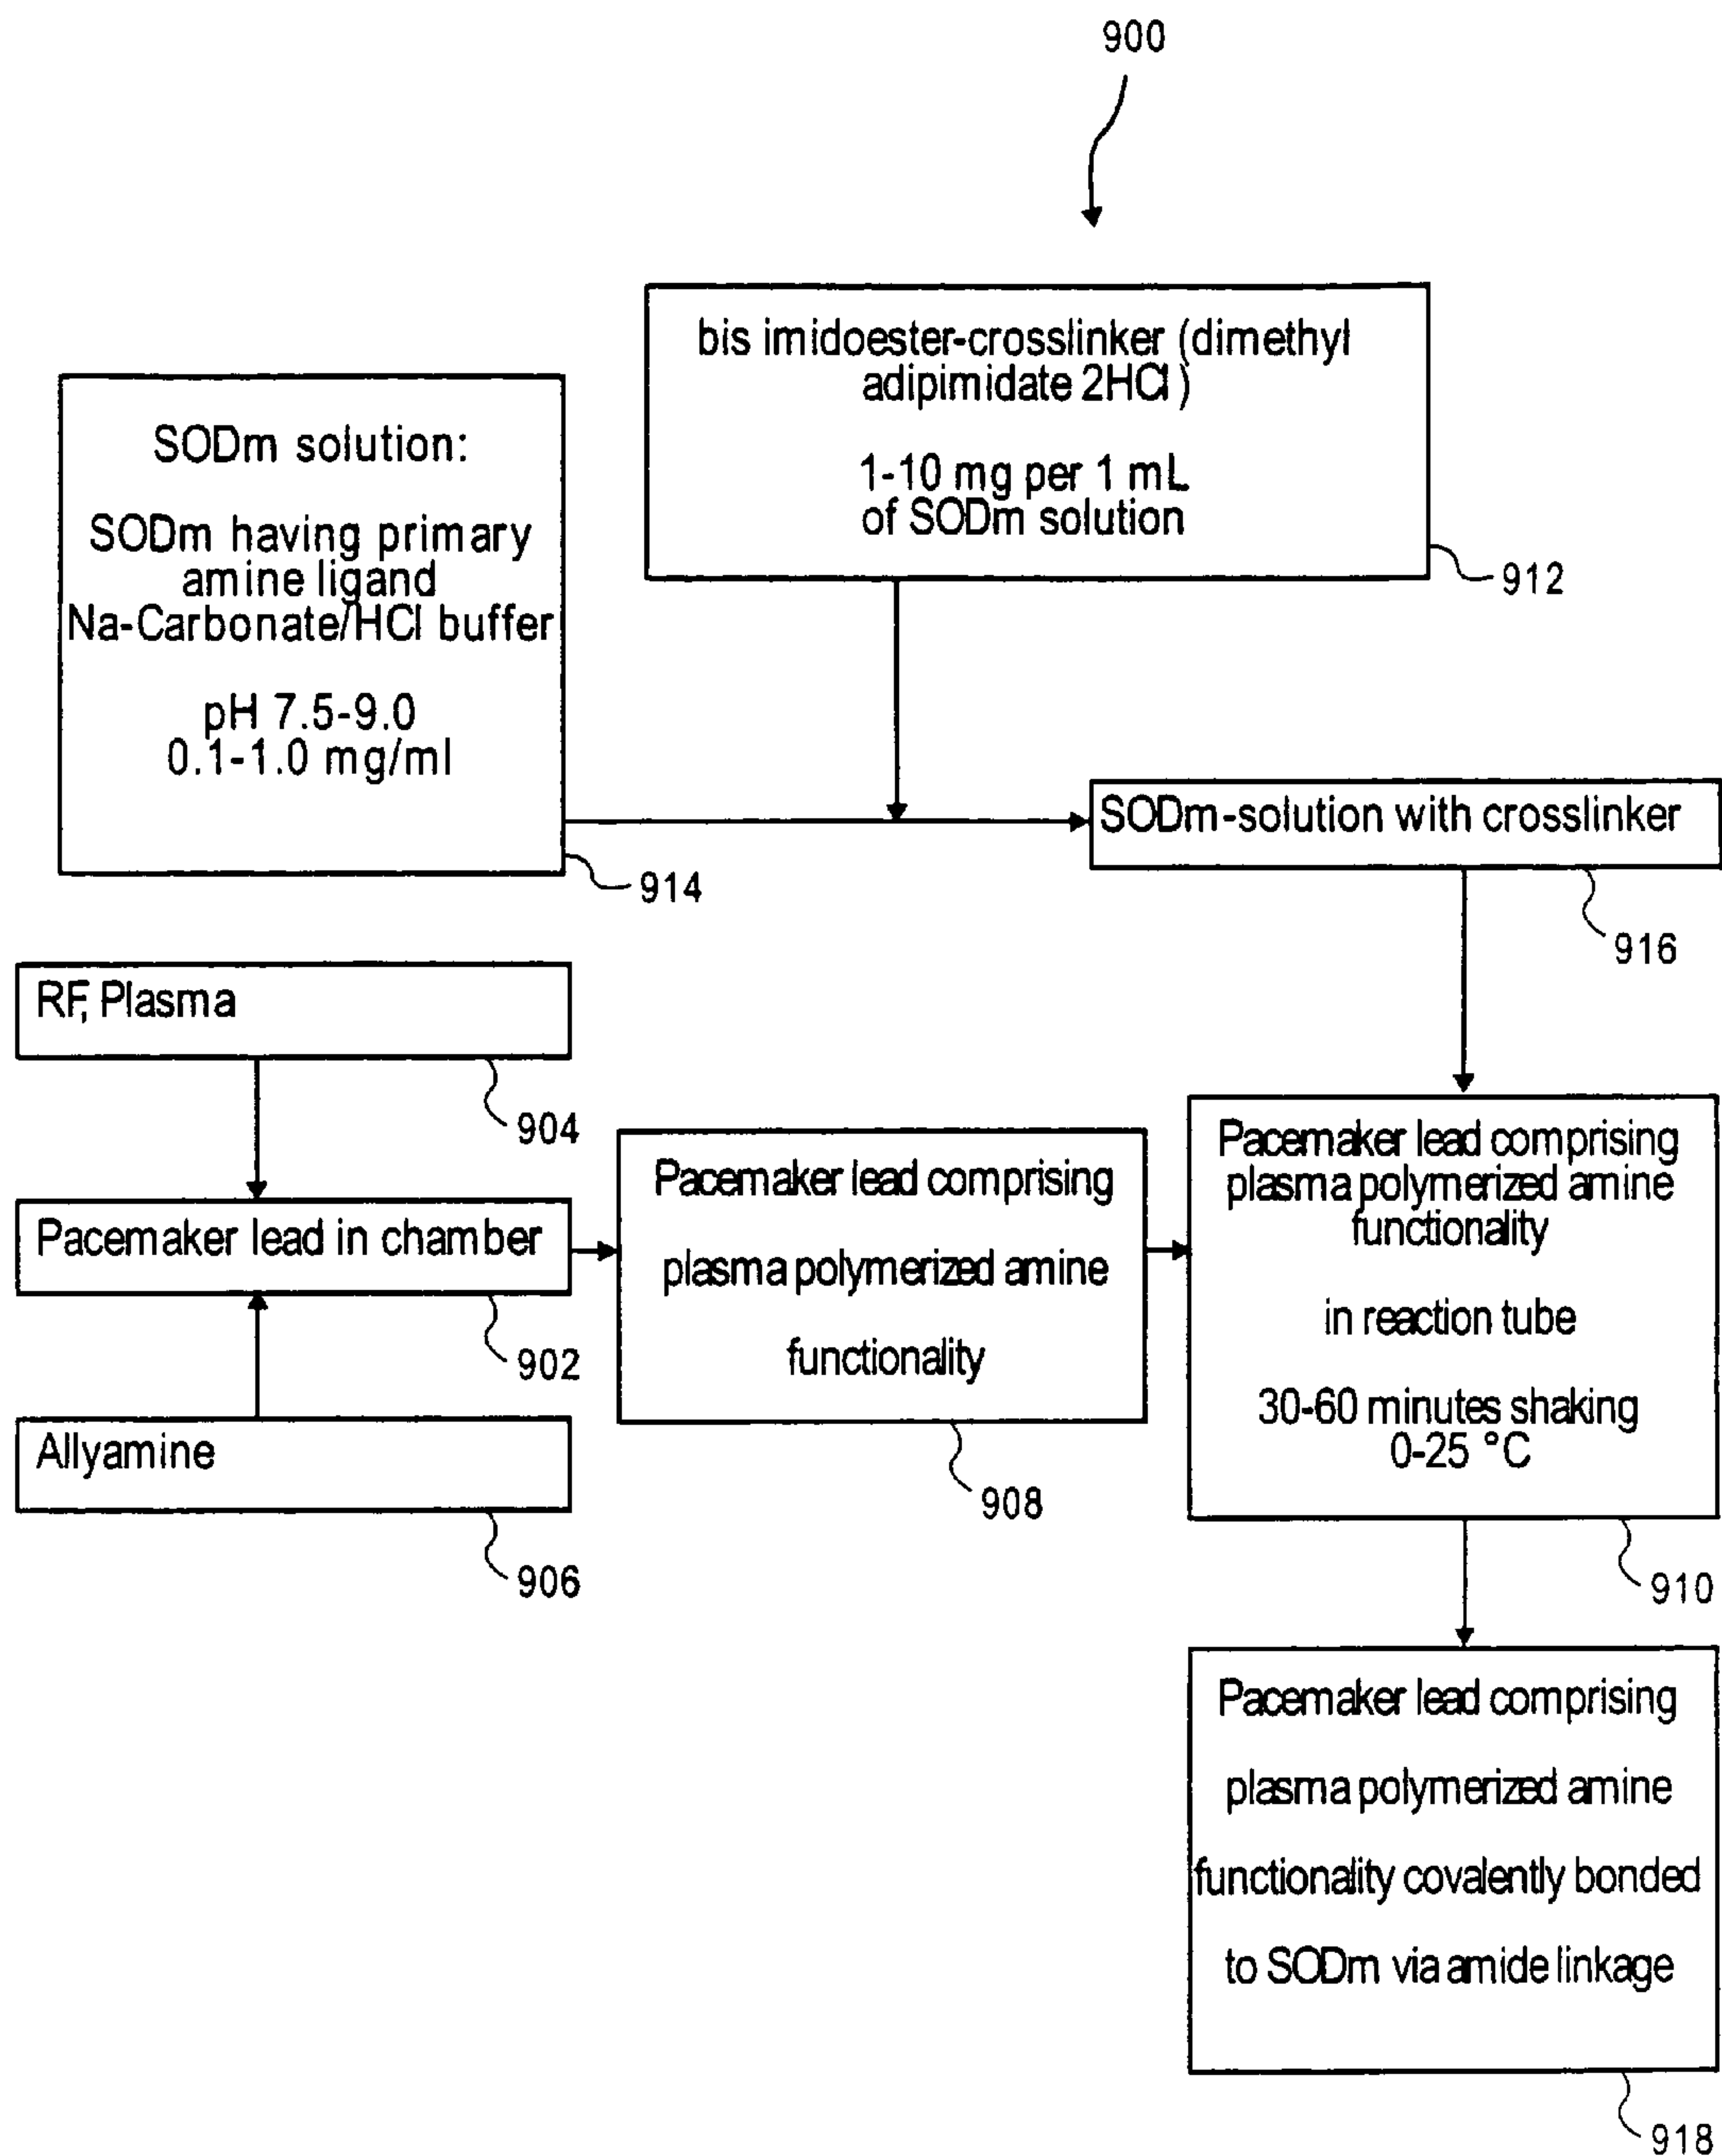 900
bis imidoester-crosslinker (dimethyl
adipimidate 2HCl)
1-10 mg per 1 mL
of SODm solution
912
SODm solution:
SODm having primary
amine ligand
Na-Carbonate/HCl buffer
pH 7.5-9.0
0.1-1.0 mg/ml
914
SODm-solution with crosslinker
916
RF, Plasma
904
Pacemaker lead in chamber
902
Allyamine
906
Pacemaker lead comprising
plasma polymerized amine
functionality
908
Pacemaker lead comprising
plasma polymerized amine
functionality
in reaction tube
30-60 minutes shaking
0-25 °C
910
Pacemaker lead comprising
plasma polymerized amine
functionality covalently bonded
to SODm via amide linkage
918